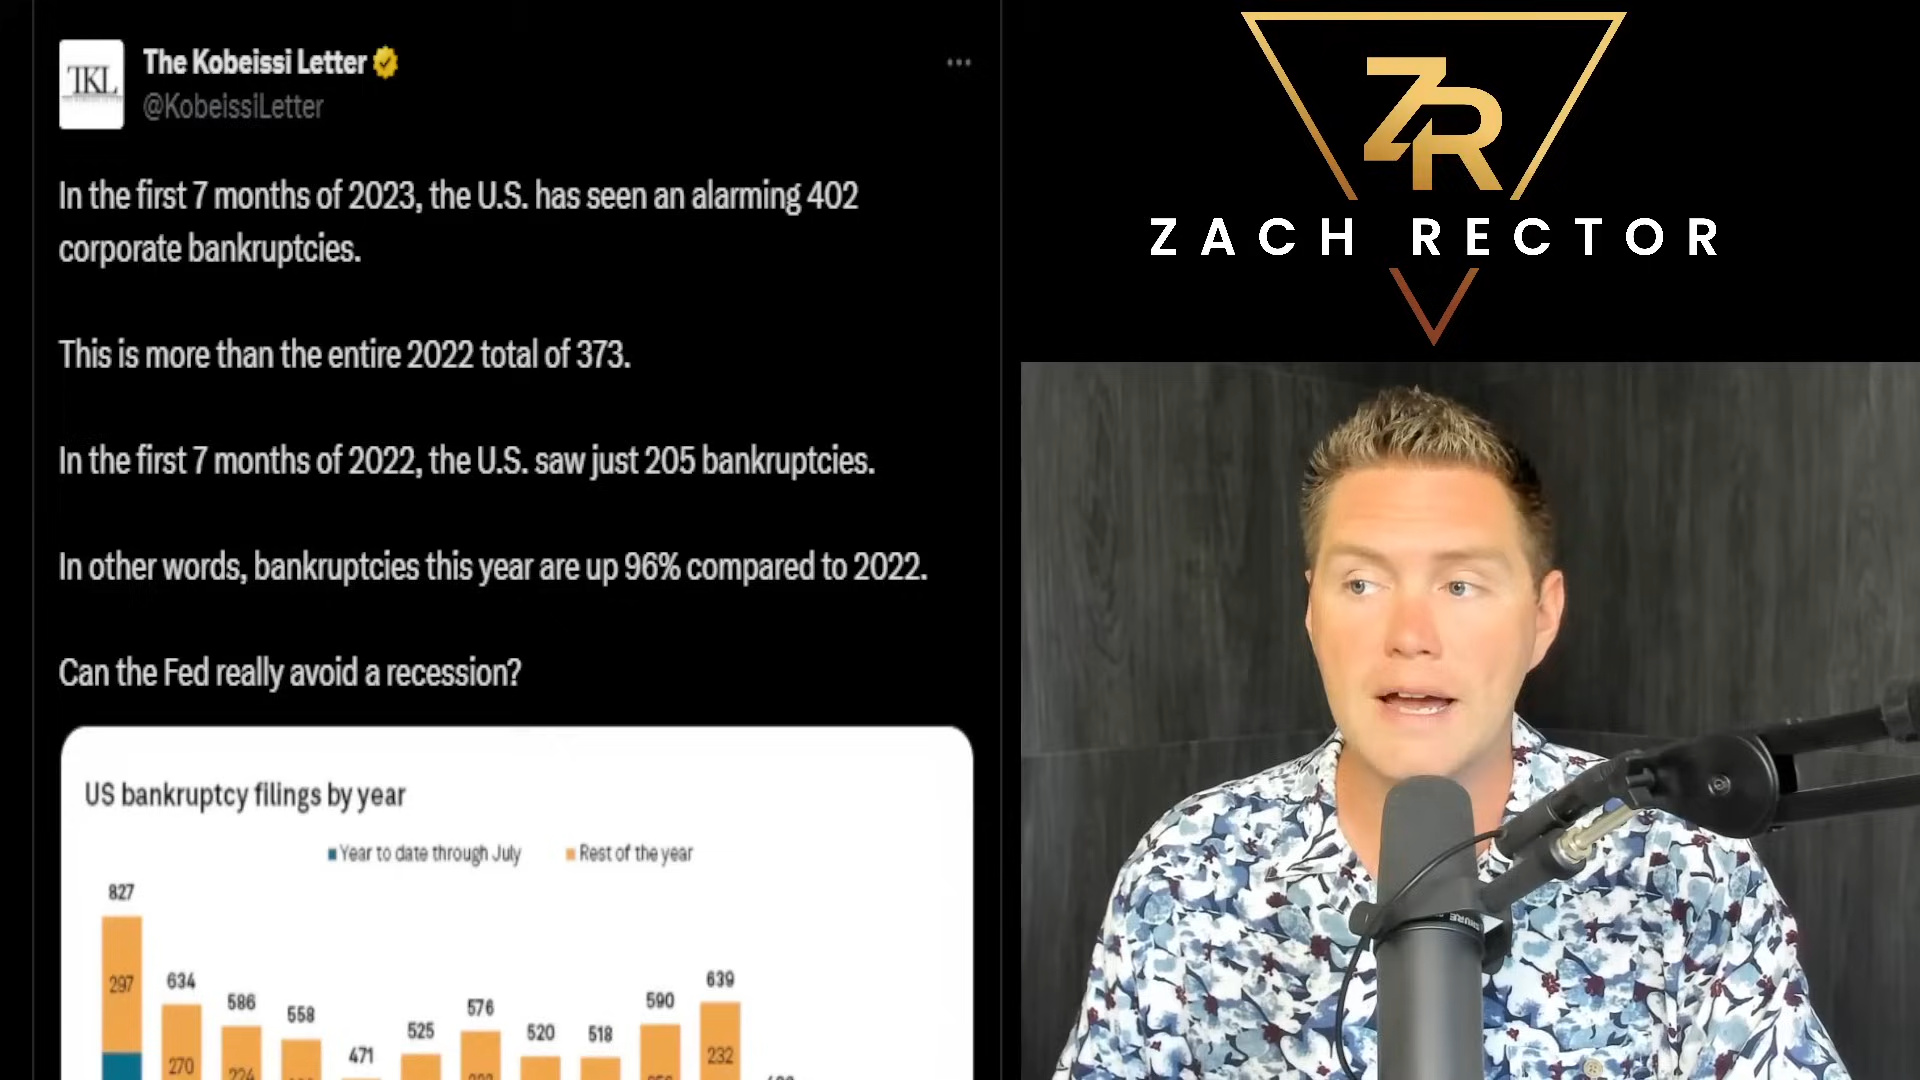 TKL
The Kobeissi Letter
@KobeissiLetter
In the first 7 months of 2023, the U.S. has seen an alarming 402
corporate bankruptcies.
This is more than the entire 2022 total of 373.
In the first 7 months of 2022, the U.S. saw just 205 bankruptcies.
In other words, bankruptcies this year are up 96% compared to 2022.
Can the Fed really avoid a recession?
US bankruptcy filings by year
Year to date through July
Rest of the year
827
297
634
270
586
224
558
471
525
576
520
518
590
639
232
ZR
ZACH RECTOR
SHURE